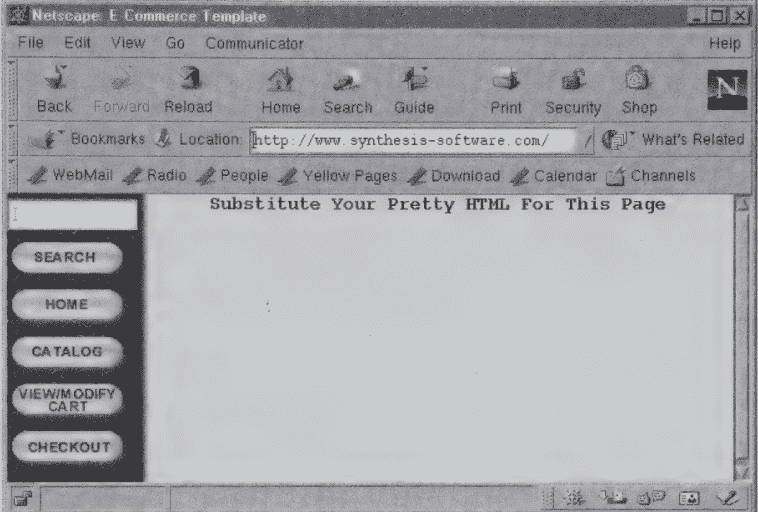 Netscape: E Commerce Template
File Edit View Go Communicator Help
Back Forward Reload Home Search Guide Print Security Shop N
Bookmarks Location: http://www.synthesis-software.com/ What's Related
WebMail Radio People Yellow Pages Download Calendar Channels
Substitute Your Pretty HTML For This Page
SEARCH
HOME
CATALOG
VIEW/MODIFY
CART
CHECKOUT